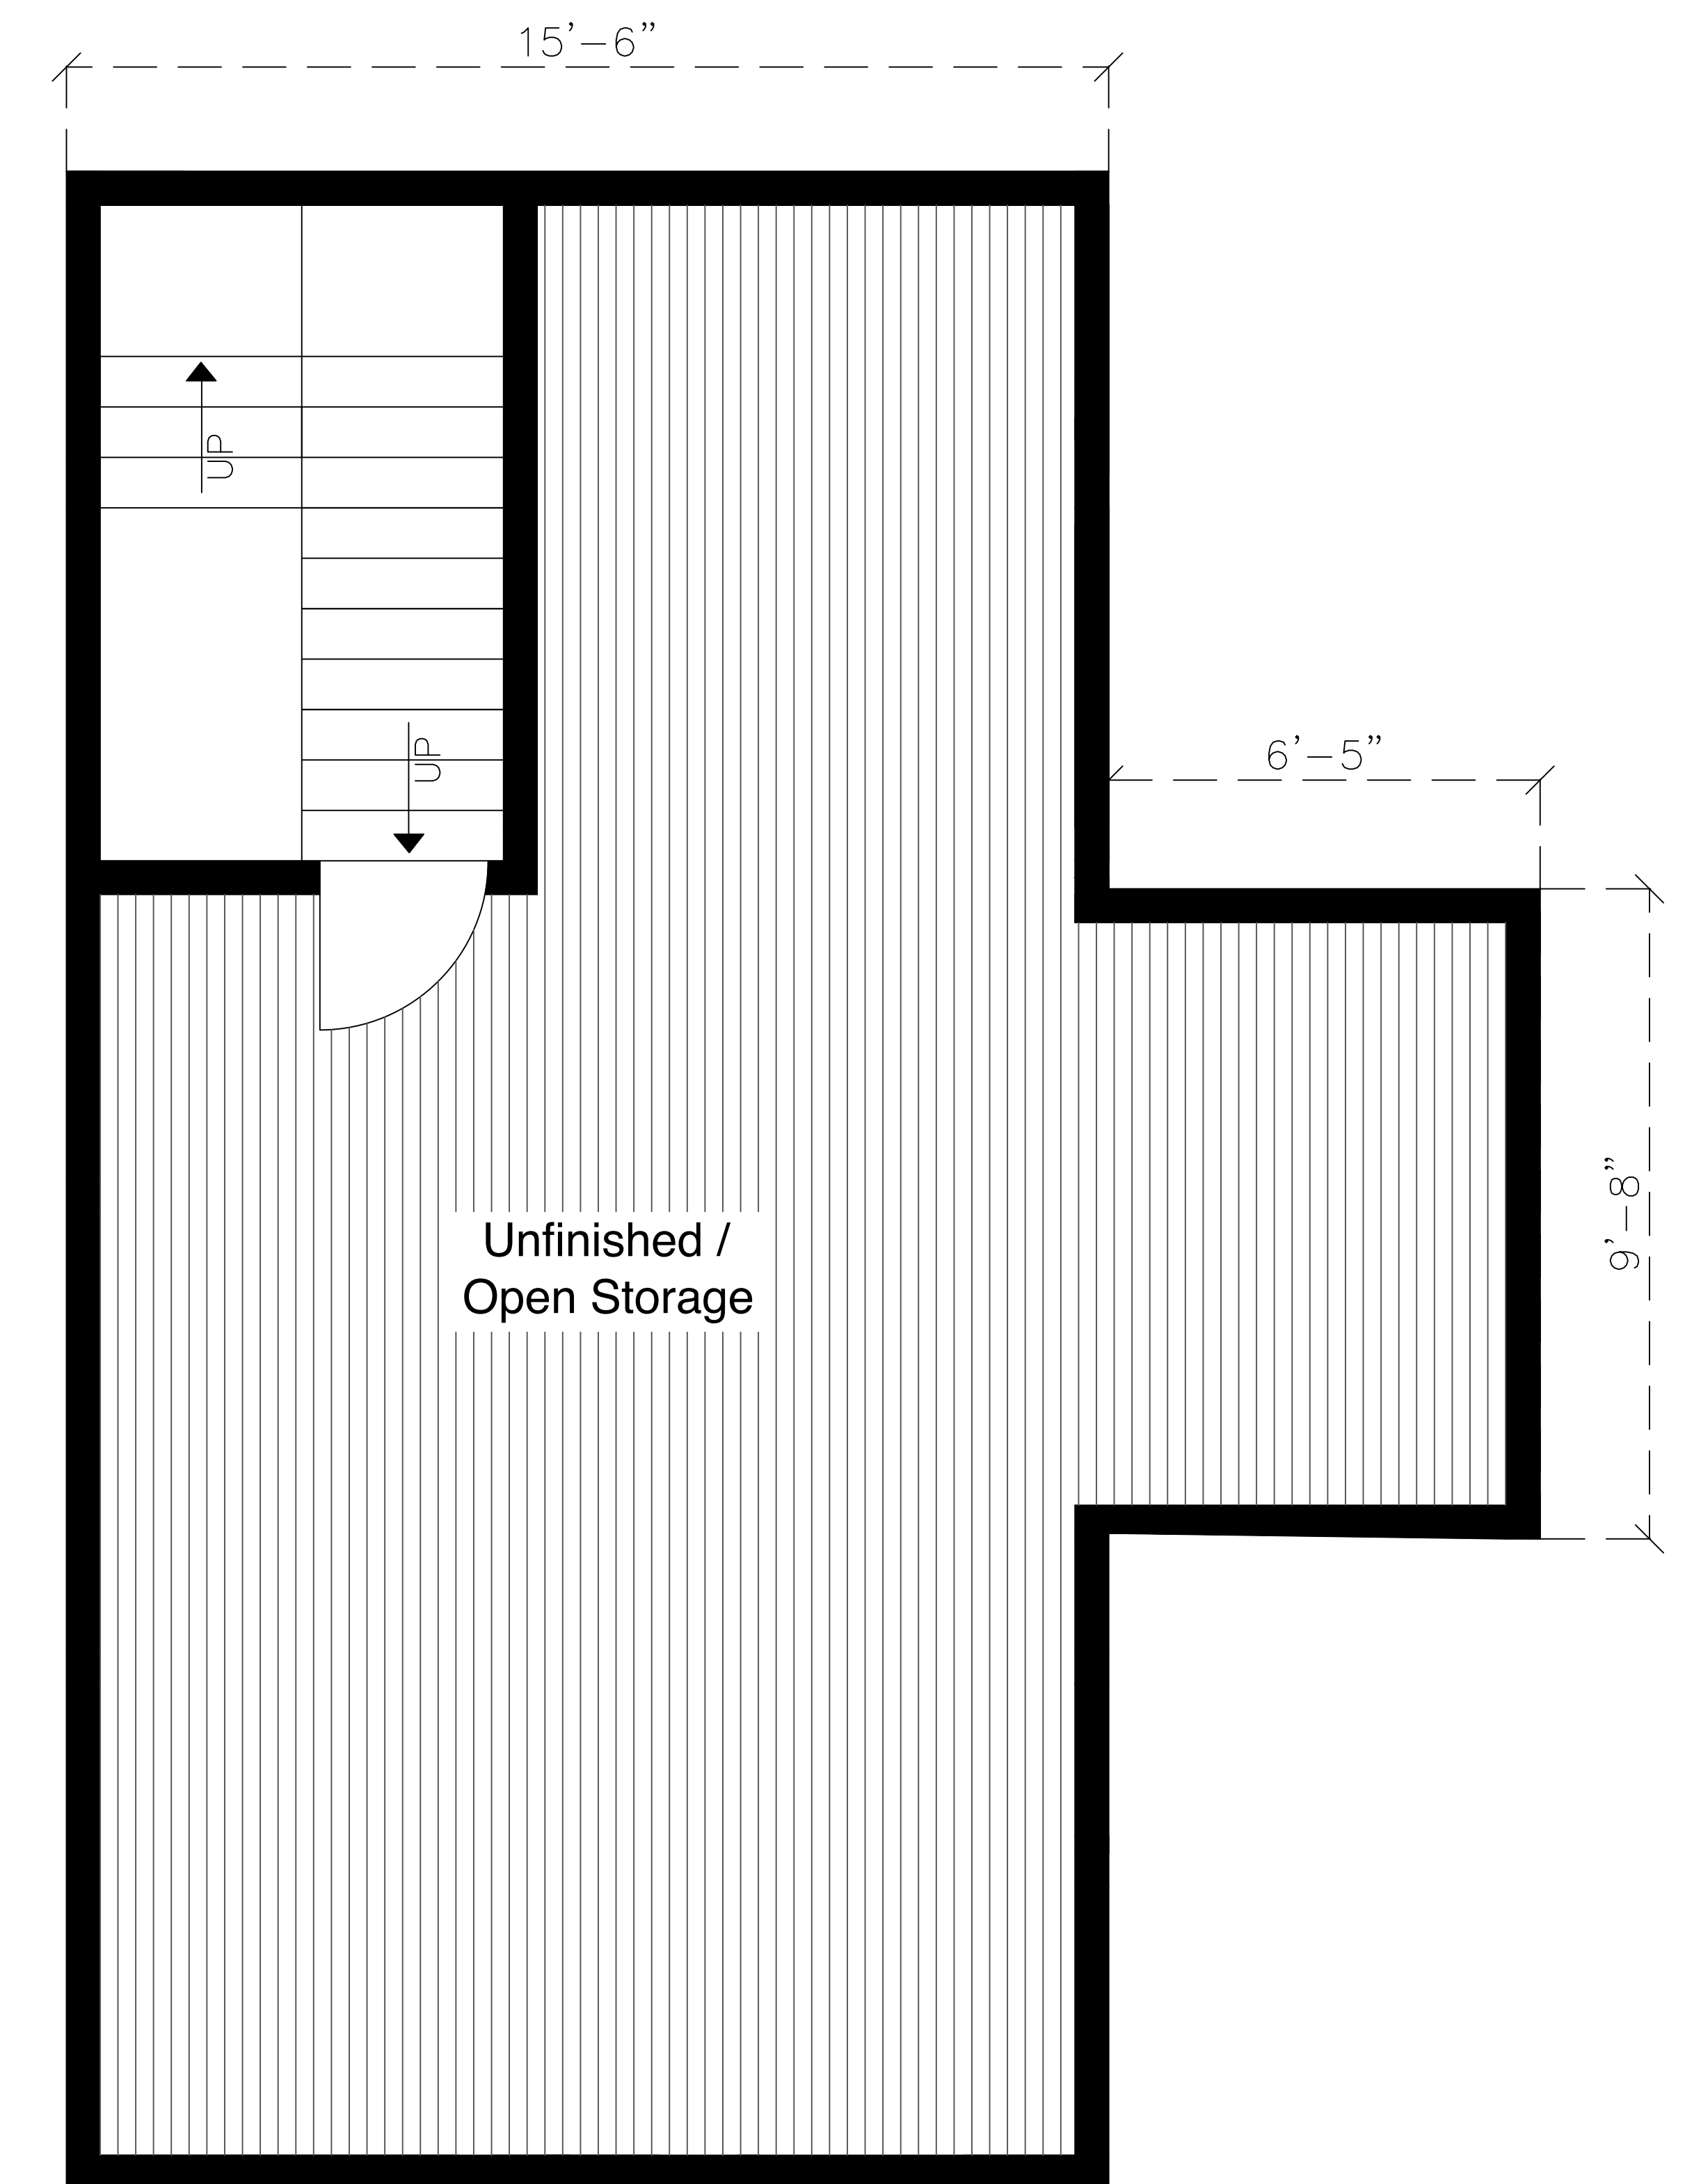 15’-6”
UP
UP
6’-5”
9’-8”
Unfinished /
Open Storage